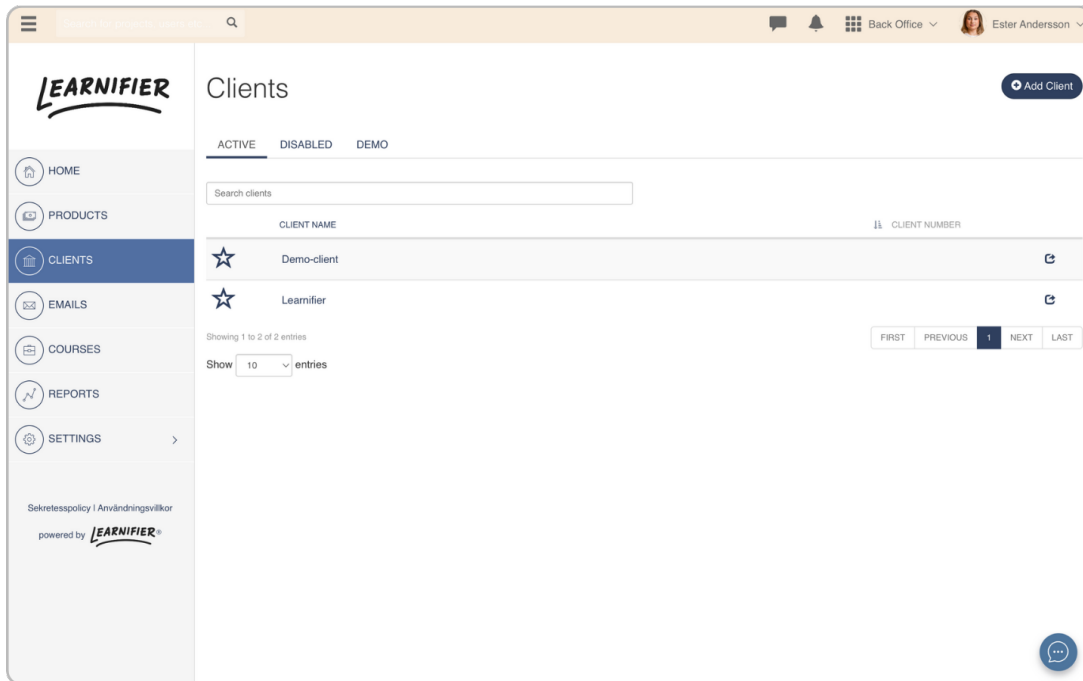 Back Office
Ester Andersson
LEARNIFIER
Clients
Add Client
ACTIVE
DISABLED
DEMO
HOME
PRODUCTS
CLIENTS
EMAILS
COURSES
REPORTS
SETTINGS
Search clients
CLIENT NAME
CLIENT NUMBER
Demo-client
Learnifier
Showing 1 to 2 of 2 entries
FIRST PREVIOUS 1 NEXT LAST
Show 10 entries
Sekretesspolicy | Användningsvillkor
powered by LEARNIFIER®